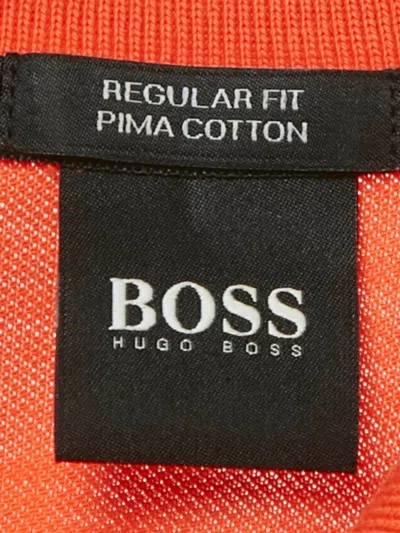 REGULAR FIT
PIMA COTTON
BOSS
HUGO BOSS